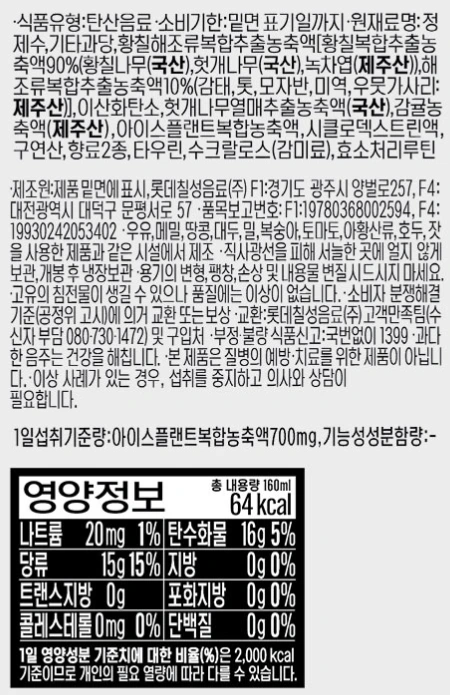 ·식품유형:탄산음료·소비기한:밑면 표기일까지·원재료명:정
제수,기타과당,황칠해조류복합추출농축액[황칠복합추출농
축액90%(황칠나무(국산),헛개나무(국산),녹차엽(제주산)),해
조류복합추출농축액10%(감태,톳,모자반,미역,우뭇가사리:
제주산)],이산화탄소,헛개나무열매추출농축액(국산),감귤농
축액(제주산),아이스플랜트복합농축액,시클로덱스트린액,
구연산,향료2종,타우린,수크랄로스(감미료),효소처리루틴
·제조원:제품 밑면에 표시,롯데칠성음료(주) F1:경기도 광주시 양벌로257, F4:
대전광역시 대덕구 문평서로 57 ·품목보고번호: F1:19780368002594, F4:
19930242053402 ·우유,메밀,땅콩,대두,밀,복숭아,토마토,아황산류,호두,잣
을 사용한 제품과 같은 시설에서 제조 ·직사광선을 피해 서늘한 곳에 얼지 않게
보관,개봉 후 냉장보관 ·용기의 변형,팽창,손상 및 내용물 변질 시 드시지 마세요.
·고유의 침전물이 생길 수 있으나 품질에는 이상이 없습니다. ·소비자 분쟁해결
기준(공정위 고시)에 의거 교환 또는 보상 ·교환:롯데칠성음료(주) 고객만족팀(수
신자 부담 080-730-1472) 및 구입처 ·부정·불량 식품신고:국번없이 1399 ·과다
한 음주는 건강을 해칩니다. ·본 제품은 질병의 예방·치료를 위한 제품이 아닙니
다. ·이상 사례가 있는 경우, 섭취를 중지하고 의사와 상담이
필요합니다.
1일섭취기준량:아이스플랜트복합농축액700mg,기능성성분함량:-
영양정보 총 내용량 160ml
64 kcal
나트륨 20mg 1% 탄수화물 16g 5%
당류 15g 15% 지방 0g 0%
트랜스지방 0g 포화지방 0g 0%
콜레스테롤 0mg 0% 단백질 0g 0%
1일 영양성분 기준치에 대한 비율(%)은 2,000 kcal
기준이므로 개인의 필요 열량에 따라 다를 수 있습니다.